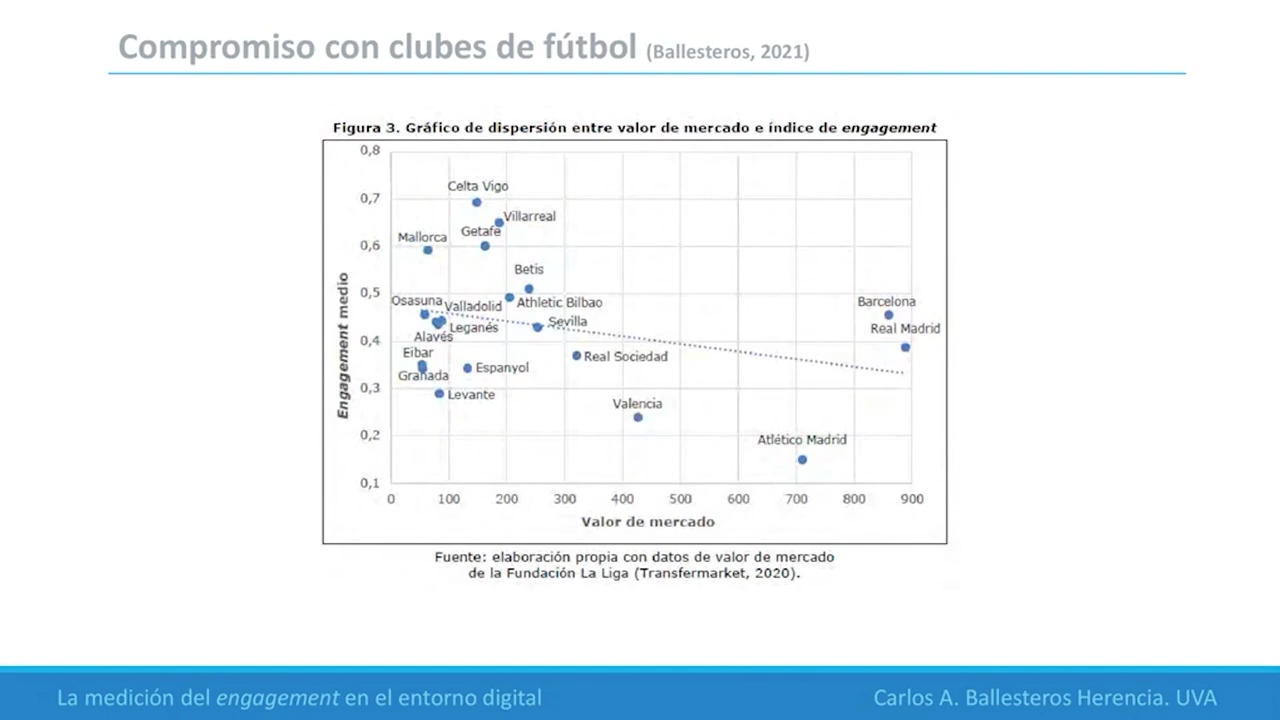 Compromiso con clubes de fútbol (Ballesteros, 2021)
Figura 3. Gráfico de dispersión entre valor de mercado e índice de engagement
0,8
0,7
0,6
0,5
0,4
0,3
0,2
0,1
Engagement medio
Celta Vigo
Villarreal
Getafe
Mallorca
Betis
Osasuna
Valladolid
Athletic Bilbao
Barcelona
Leganés
Sevilla
Real Madrid
Alavés
Eibar
Real Sociedad
Granada
Espanyol
Levante
Valencia
Atlético Madrid
0 100 200 300 400 500 600 700 800 900
Valor de mercado
Fuente: elaboración propia con datos de valor de mercado
de la Fundación La Liga (Transfermarket, 2020).
La medición del engagement en el entorno digital
Carlos A. Ballesteros Herencia. UVA